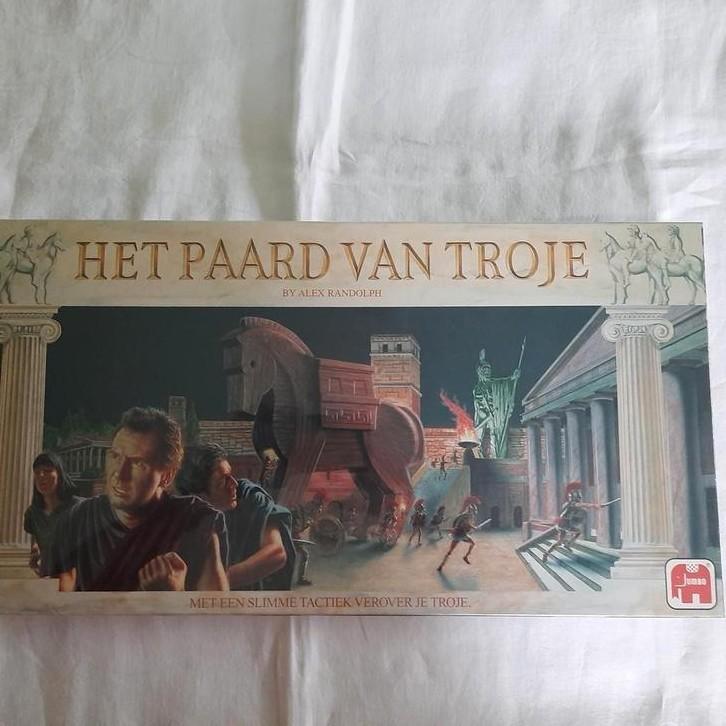 HET PAARD VAN TROJE
BY ALEX RANDOLPH
MET EEN SLIMME TACTIEK VEROVER JE TROJE.
Jumbo